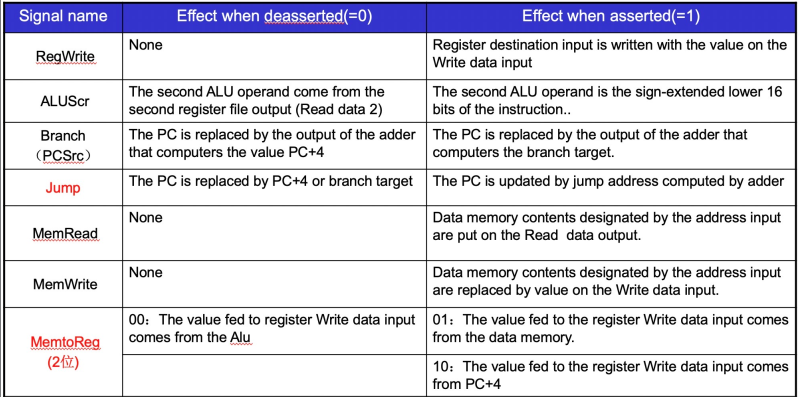 Signal name
Effect when deasserted(=0)
Effect when asserted(=1)
RegWrite
None
Register destination input is written with the value on the
Write data input
ALUScr
The second ALU operand come from the
second register file output (Read data 2)
The second ALU operand is the sign-extended lower 16
bits of the instruction..
Branch
（PCSrc）
The PC is replaced by the output of the adder
that computers the value PC+4
The PC is replaced by the output of the adder that
computers the branch target.
Jump
The PC is replaced by PC+4 or branch target
The PC is updated by jump address computed by adder
MemRead
None
Data memory contents designated by the address input
are put on the Read data output.
MemWrite
None
Data memory contents designated by the address input
are replaced by value on the Write data input.
MemtoReg
(2位)
00：The value fed to register Write data input
comes from the Alu
01：The value fed to the register Write data input comes
from the data memory.
10：The value fed to the register Write data input comes
from PC+4